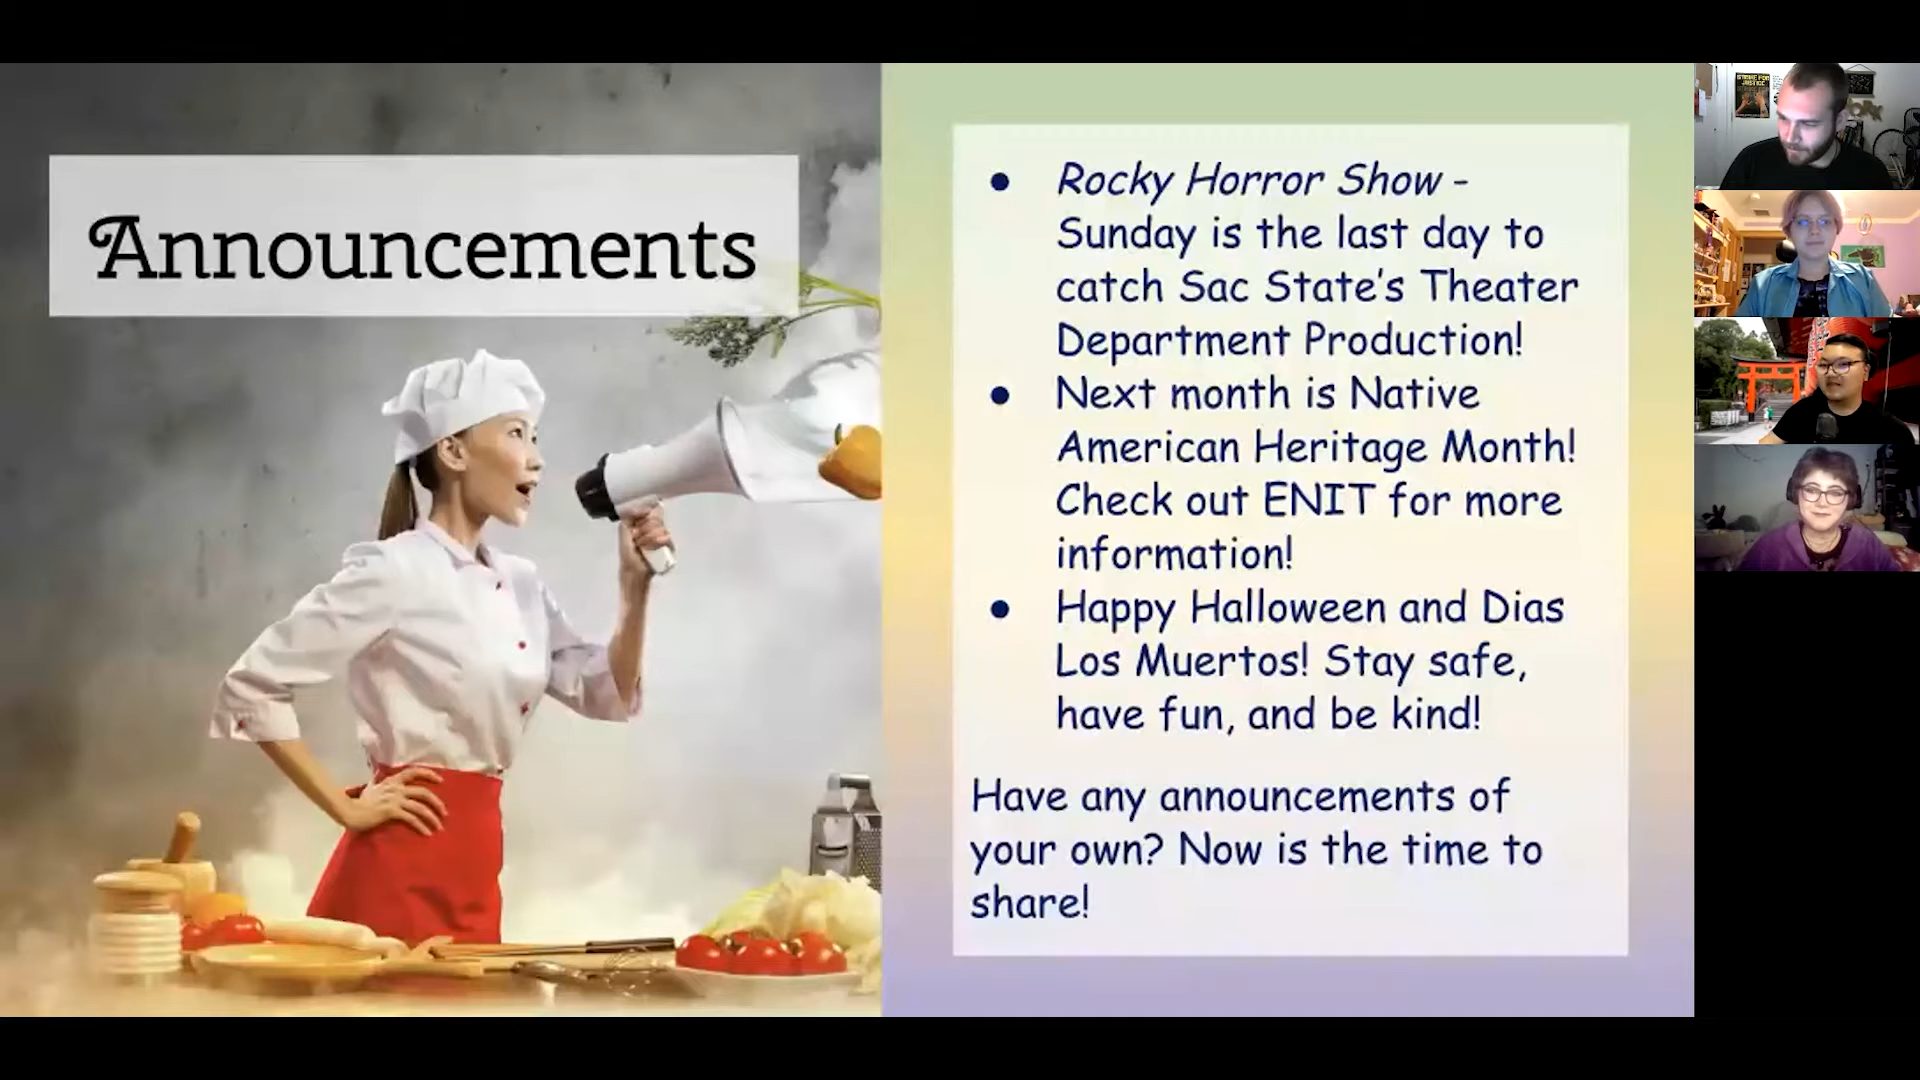 Announcements
● Rocky Horror Show -
Sunday is the last day to
catch Sac State's Theater
Department Production!
● Next month is Native
American Heritage Month!
Check out ENIT for more
information!
● Happy Halloween and Dias
Los Muertos! Stay safe,
have fun, and be kind!
Have any announcements of
your own? Now is the time to
share!